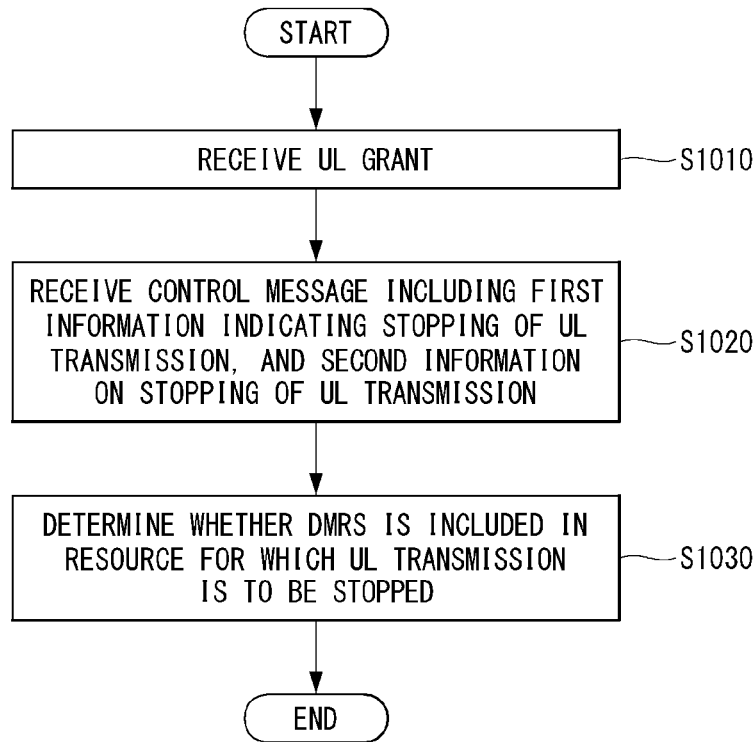 START
RECEIVE UL GRANT
S1010
RECEIVE CONTROL MESSAGE INCLUDING FIRST
INFORMATION INDICATING STOPPING OF UL
TRANSMISSION, AND SECOND INFORMATION
ON STOPPING OF UL TRANSMISSION
S1020
DETERMINE WHETHER DMRS IS INCLUDED IN
RESOURCE FOR WHICH UL TRANSMISSION
IS TO BE STOPPED
S1030
END